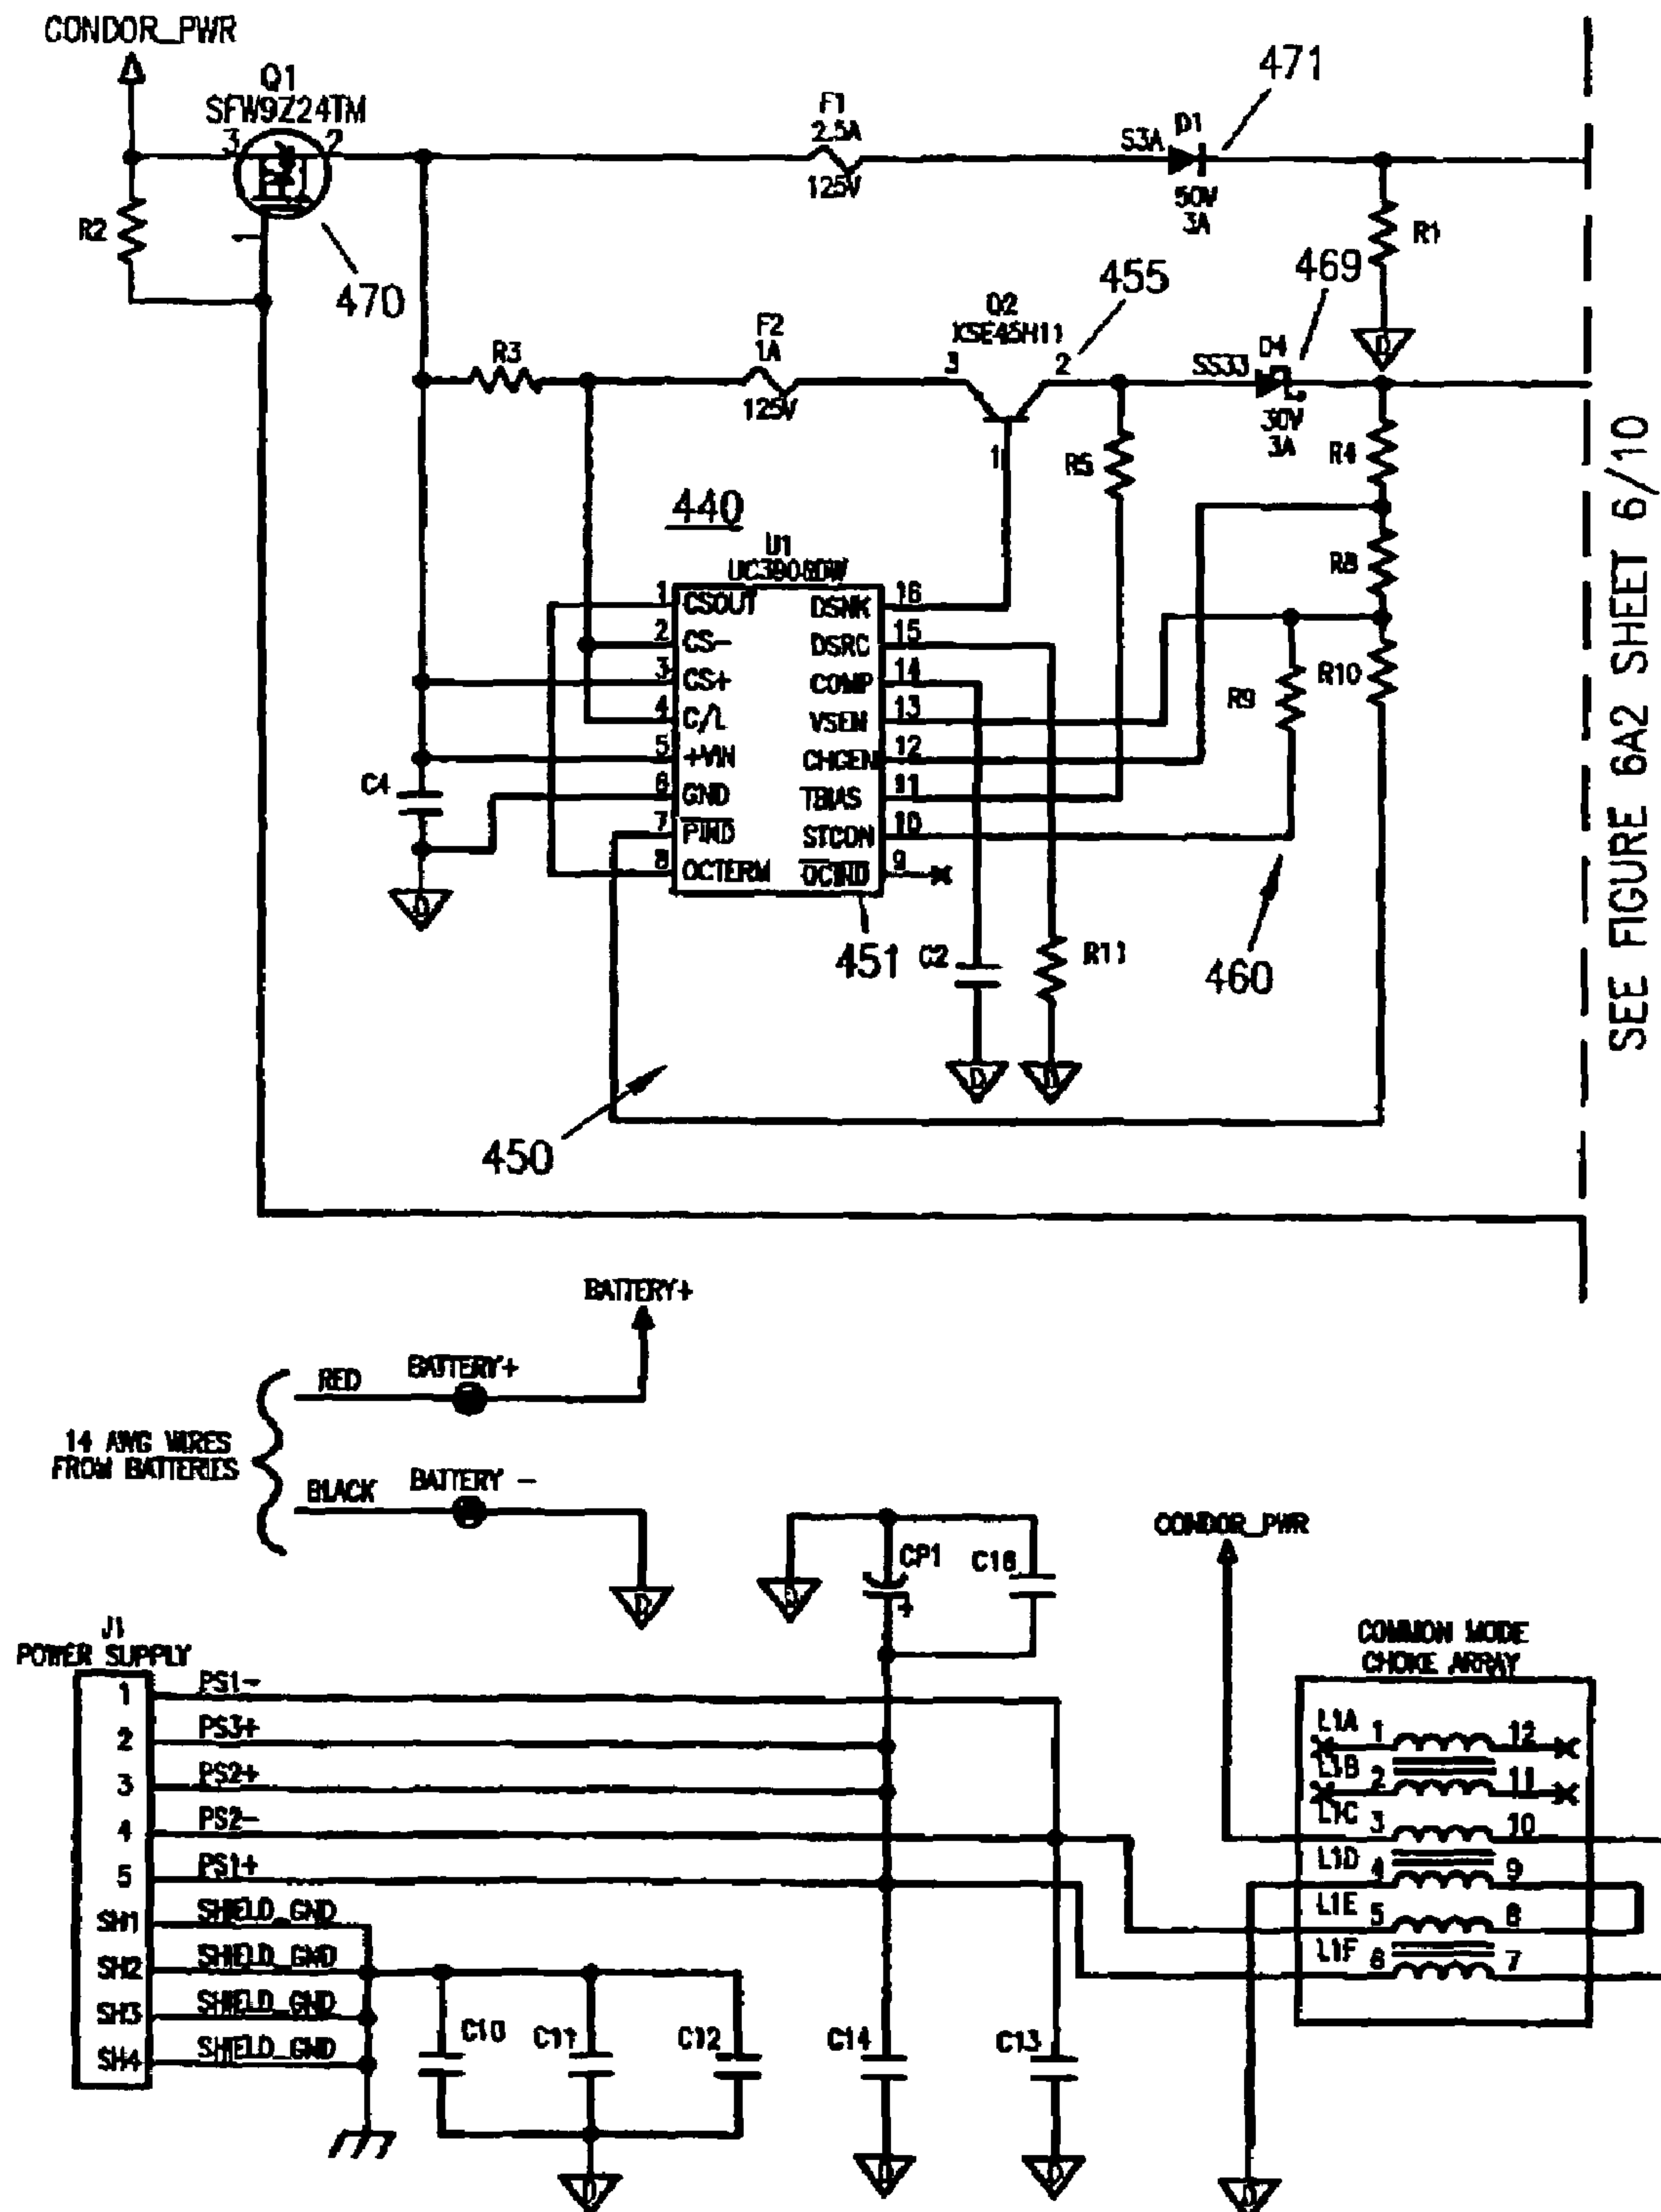 CONDOR_PWR
Q1
SFW9Z24TM
3
2
1
R2
470
F1
2.5A
125V
S3A
D1
50V
3A
471
R1
D
R3
F2
1A
125V
Q2
KSE45H11
3
2
1
455
SS33
D4
30V
3A
469
R4
R5
R8
R9
R10
440
U1
UC3906DW
1 CSOUT
2 CS-
3 CS+
4 C/L
5 +VIN
6 GND
7 PIND
8 OCTERM
DSNK 16
DSRC 15
COMP 14
VSEN 13
CHGEN 12
TBIAS 11
STCON 10
OCIND 9
C4
D
451
C2
R11
D
D
460
450
SEE FIGURE 6A2 SHEET 6/10
BATTERY+
14 AWG WIRES
FROM BATTERIES
RED
BATTERY+
BLACK
BATTERY -
D
D
CP1
+
C16
CONDOR_PWR
J1
POWER SUPPLY
1 PS1-
2 PS3+
3 PS2+
4 PS2-
5 PS1+
SH1 SHIELD_GND
SH2 SHIELD_GND
SH3 SHIELD_GND
SH4 SHIELD_GND
C10
C11
C12
C14
C13
D
D
D
D
COMMON MODE
CHOKE ARRAY
L1A 1 12
L1B 2 11
L1C 3 10
L1D 4 9
L1E 5 8
L1F 6 7